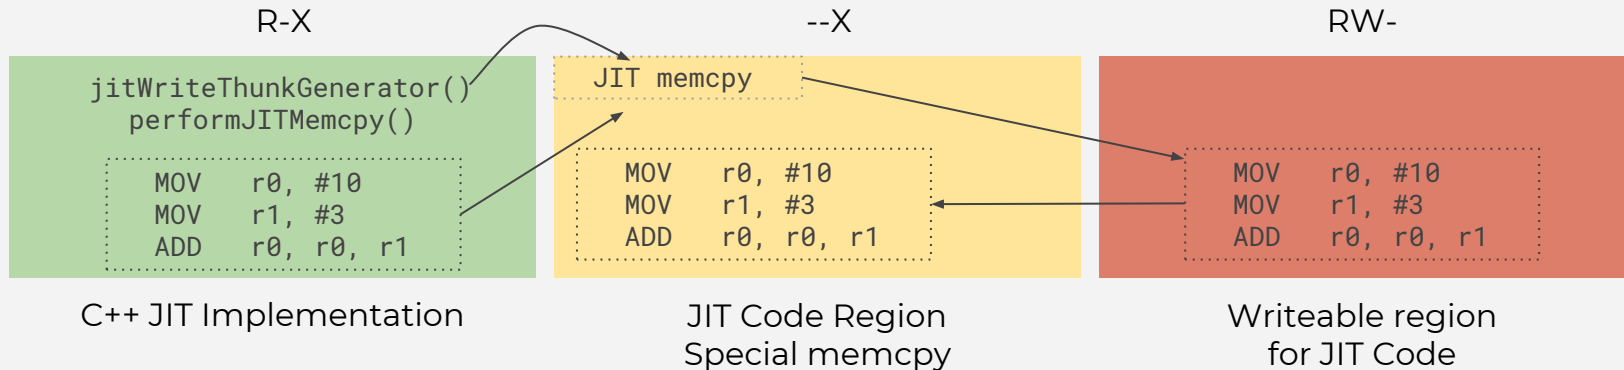 R-X
jitWriteThunkGenerator()
performJITMemcpy()
MOV r0, #10
MOV r1, #3
ADD r0, r0, r1
C++ JIT Implementation
--X
JIT memcpy
MOV r0, #10
MOV r1, #3
ADD r0, r0, r1
JIT Code Region
Special memcpy
RW-
MOV r0, #10
MOV r1, #3
ADD r0, r0, r1
Writeable region
for JIT Code